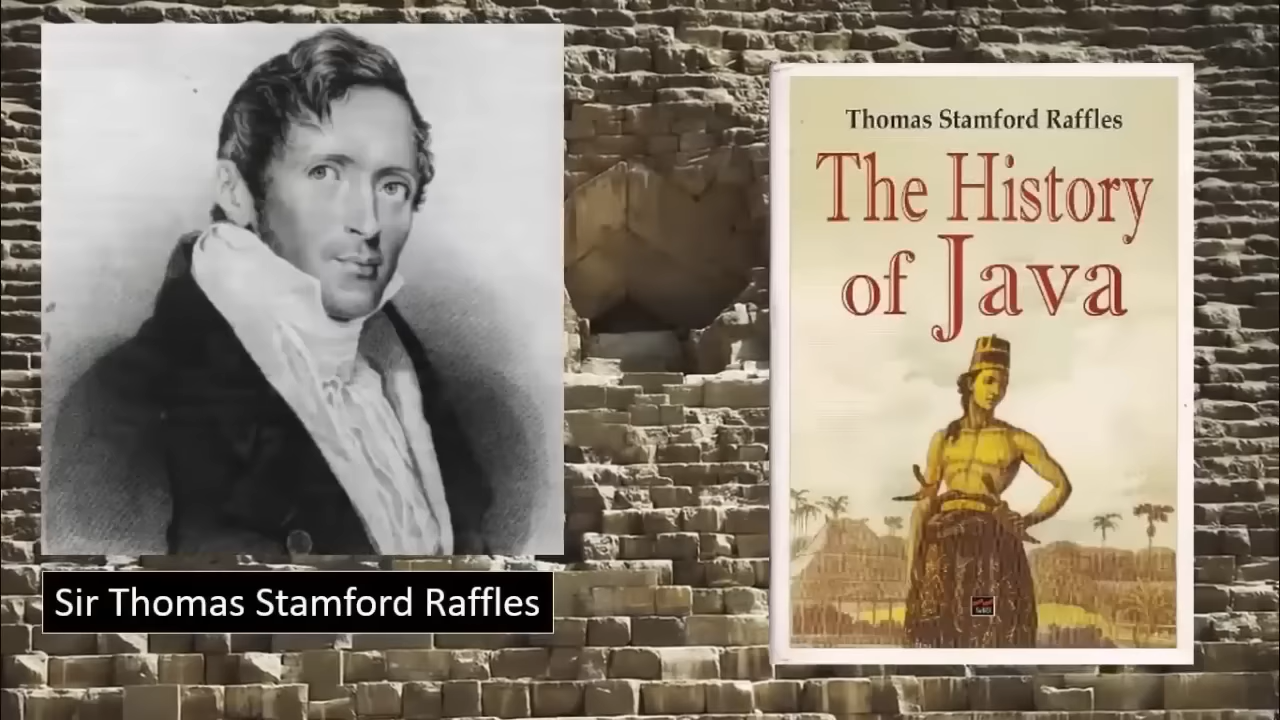 Sir Thomas Stamford Raffles
Thomas Stamford Raffles
The History
of Java